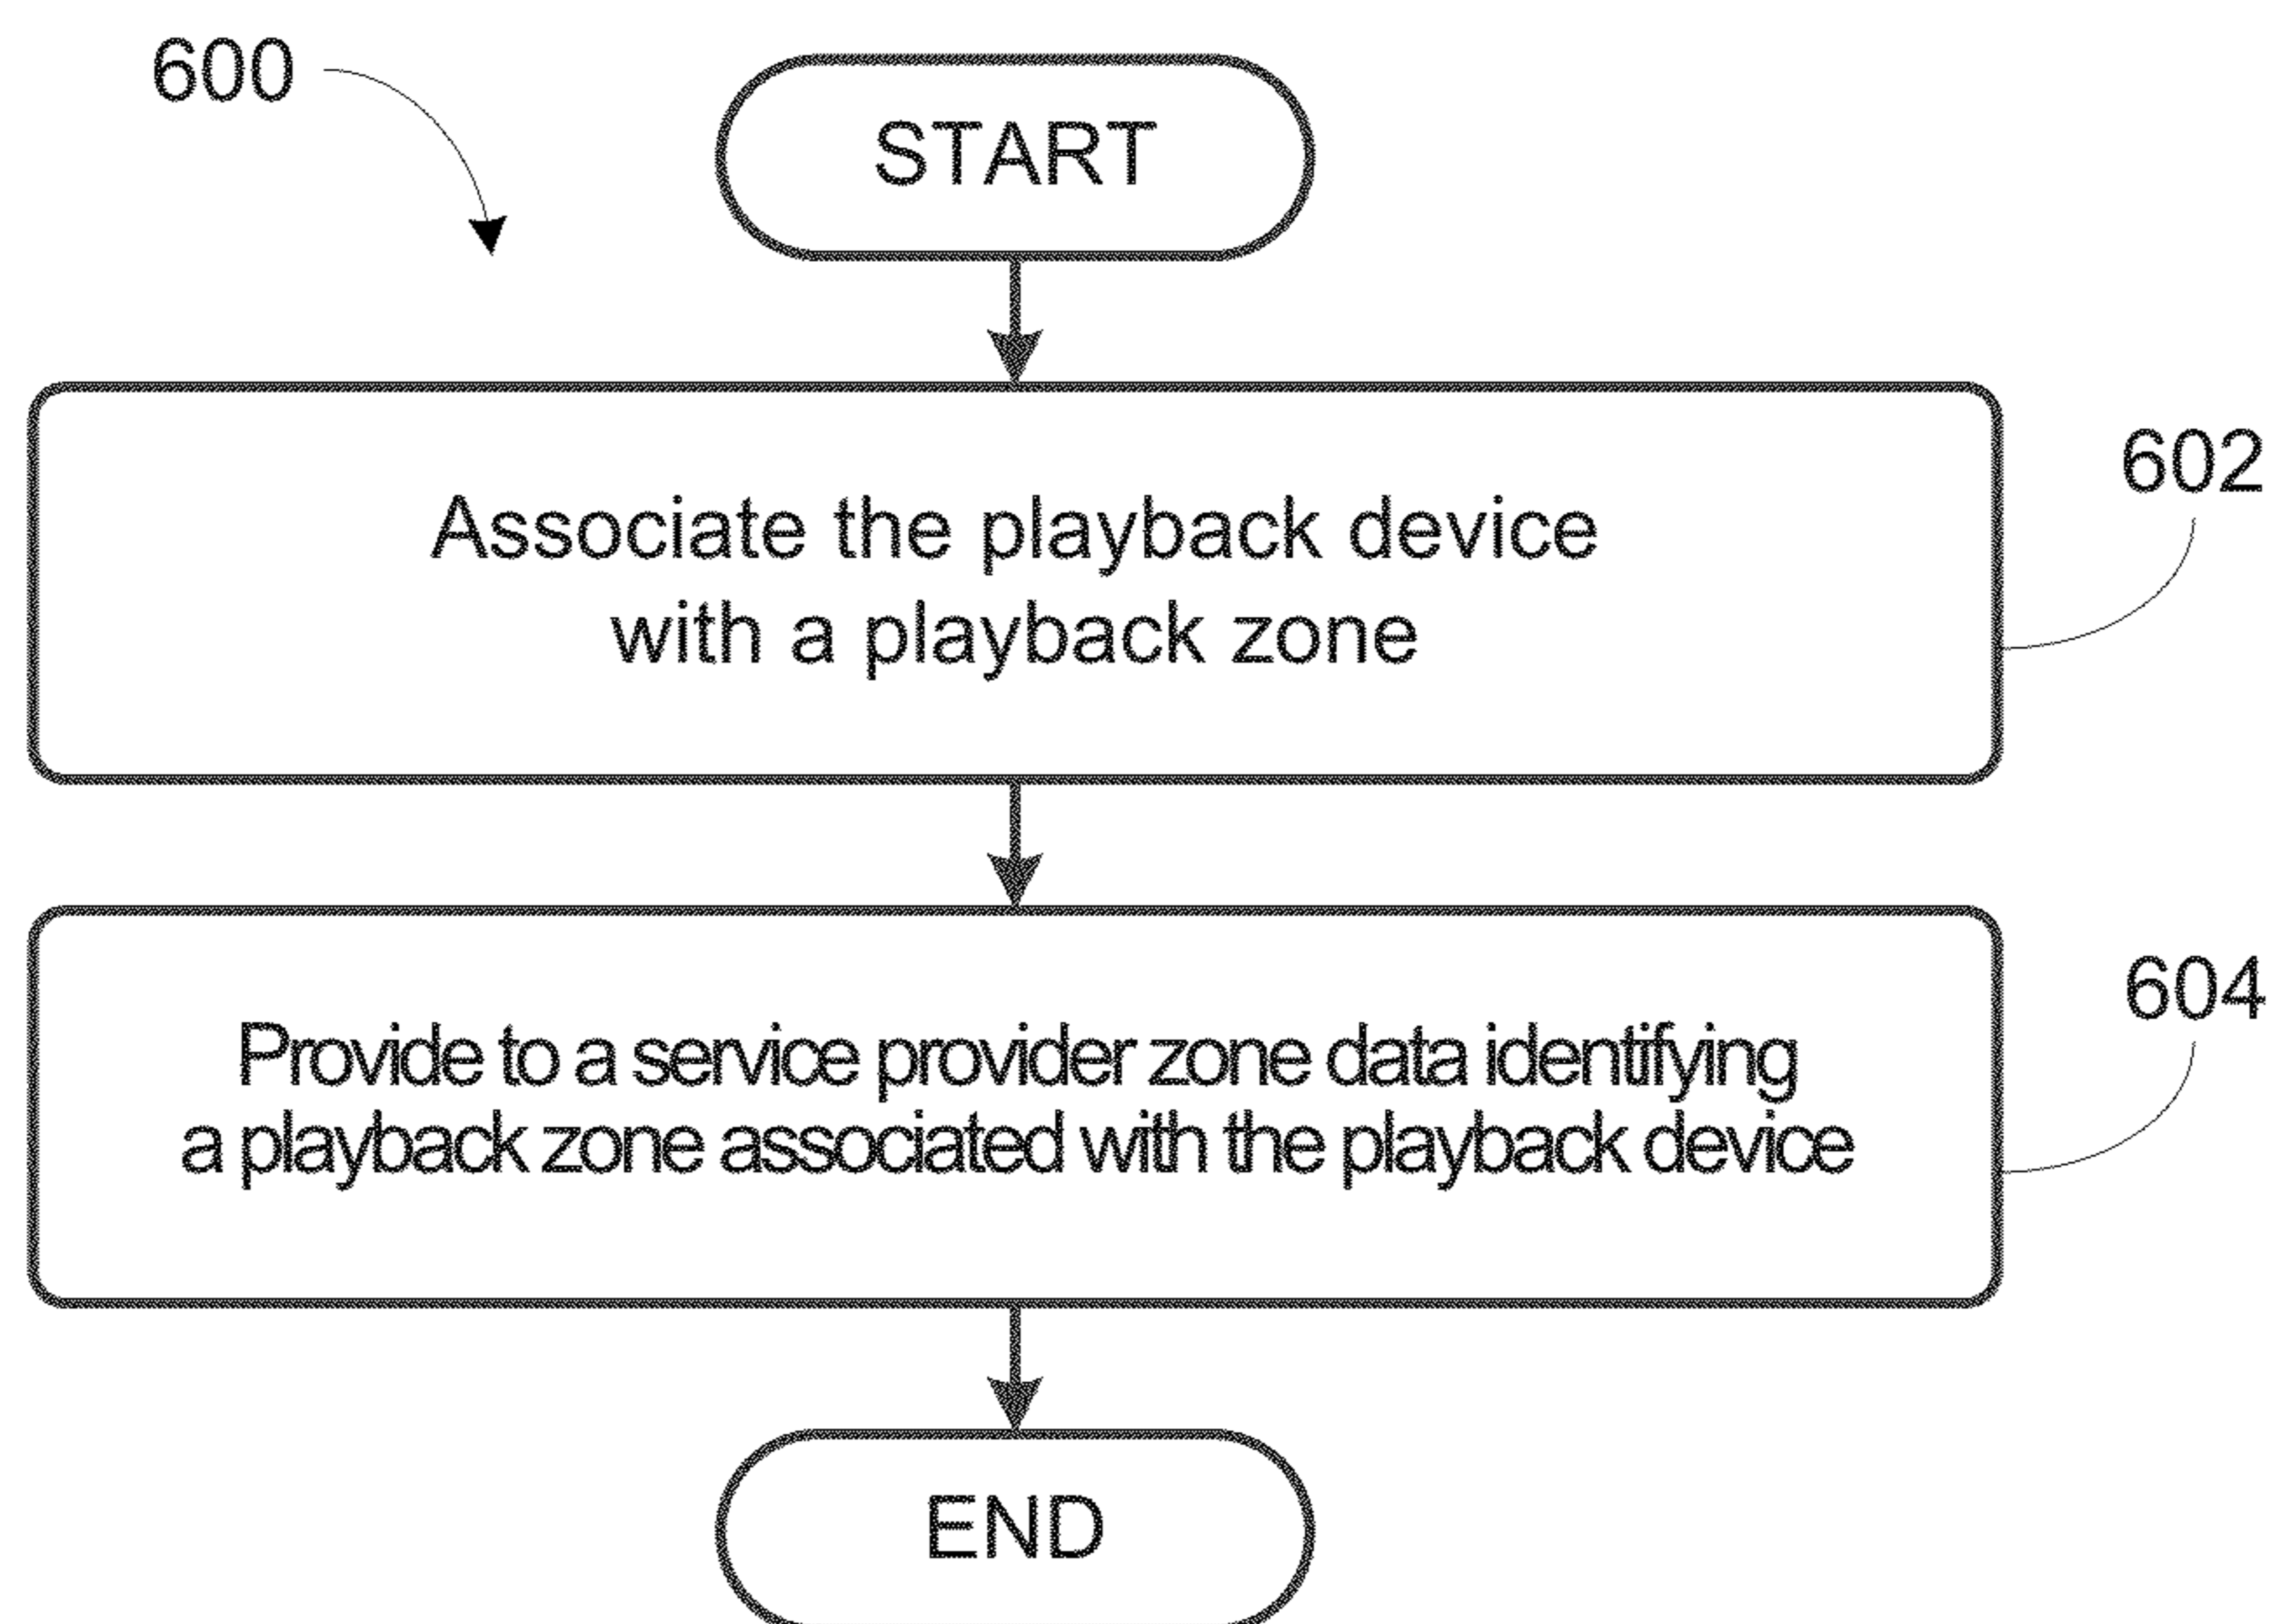 600
START
602
Associate the playback device
with a playback zone
604
Provide to a service provider zone data identifying
a playback zone associated with the playback device
END